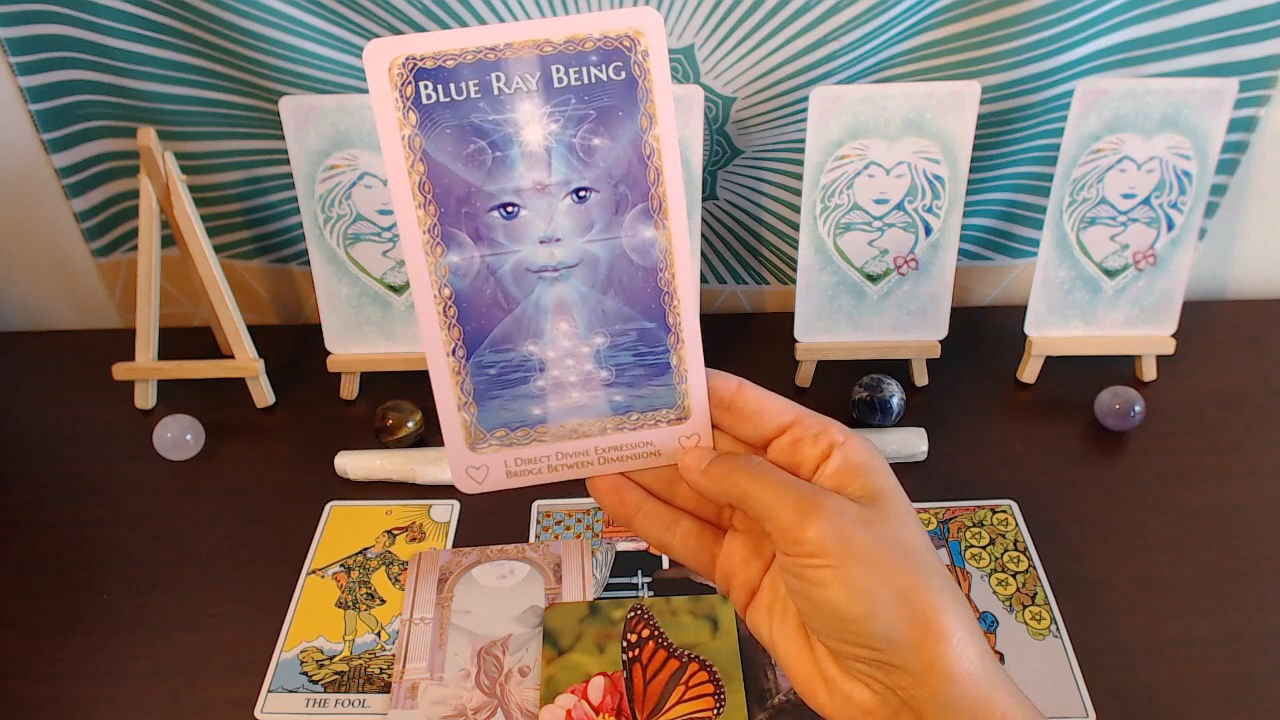 BLUE RAY BEING
1. DIRECT DIVINE EXPRESSION,
BRIDGE BETWEEN DIMENSIONS
THE FOOL.